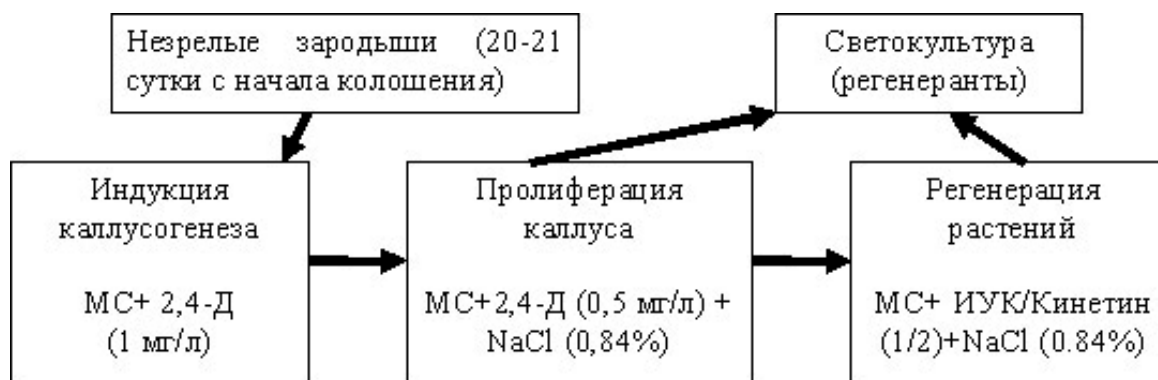 Незрелые зародыши (20-21
сутки с начала колошения)
Светокультура
(регенеранты)
Индукция
каллусогенеза
МС+ 2,4-Д
(1 мг/л)
Пролиферация
каллуса
МС+2,4-Д (0,5 мг/л) +
NaCl (0,84%)
Регенерация
растений
МС+ ИУК/Кинетин
(1/2)+NaCl (0.84%)